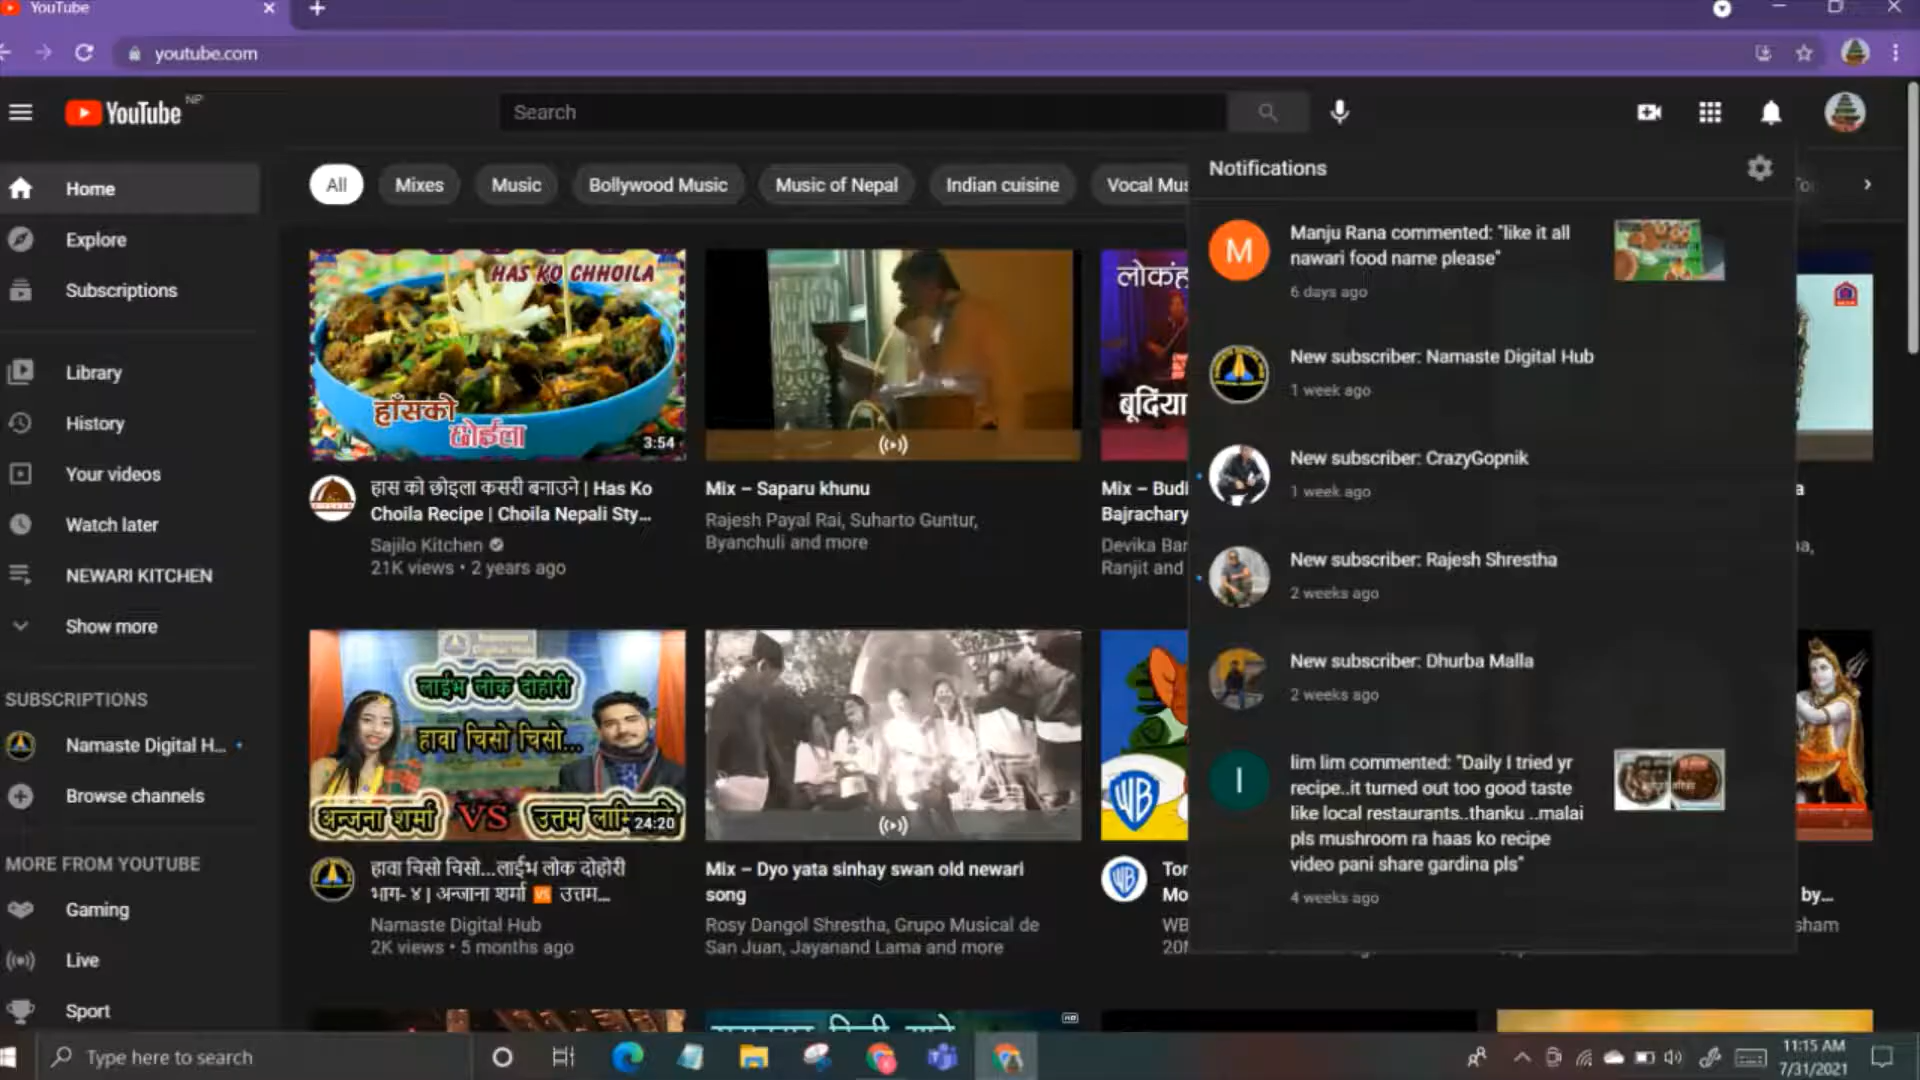 YouTube
youtube.com
YouTube NP
Search
Home
Explore
Subscriptions
Library
History
Your videos
Watch later
NEWARI KITCHEN
Show more
SUBSCRIPTIONS
Namaste Digital H...
Browse channels
MORE FROM YOUTUBE
Gaming
Live
Sport
All
Mixes
Music
Bollywood Music
Music of Nepal
Indian cuisine
Vocal Mus
HAS KO CHHOILA
हाँसको
छोईला
3:54
हास को छोइला कसरी बनाउने | Has Ko
Choila Recipe | Choila Nepali Sty...
Sajilo Kitchen
21K views • 2 years ago
Mix – Saparu khunu
Rajesh Payal Rai, Suharto Guntur,
Byanchuli and more
Mix – Budi
Bajrachary
Devika Bar
Ranjit and
लाईभ लोक दोहोरी
हावा चिसो चिसो...
अन्जना शर्मा VS उत्तम
24:20
हावा चिसो चिसो...लाईभ लोक दोहोरी
भाग- ४ | अन्जाना शर्मा VS उत्तम...
Namaste Digital Hub
2K views • 5 months ago
Mix – Dyo yata sinhay swan old newari
song
Rosy Dangol Shrestha, Grupo Musical de
San Juan, Jayanand Lama and more
WB
Tor
Mo
WB
20M
by...
sham
Notifications
Manju Rana commented: "like it all
nawari food name please"
6 days ago
New subscriber: Namaste Digital Hub
1 week ago
New subscriber: CrazyGopnik
1 week ago
New subscriber: Rajesh Shrestha
2 weeks ago
New subscriber: Dhurba Malla
2 weeks ago
lim lim commented: "Daily I tried yr
recipe..it turned out too good taste
like local restaurants..thanku ..malai
pls mushroom ra haas ko recipe
video pani share gardina pls"
4 weeks ago
Type here to search
11:15 AM
7/31/2021